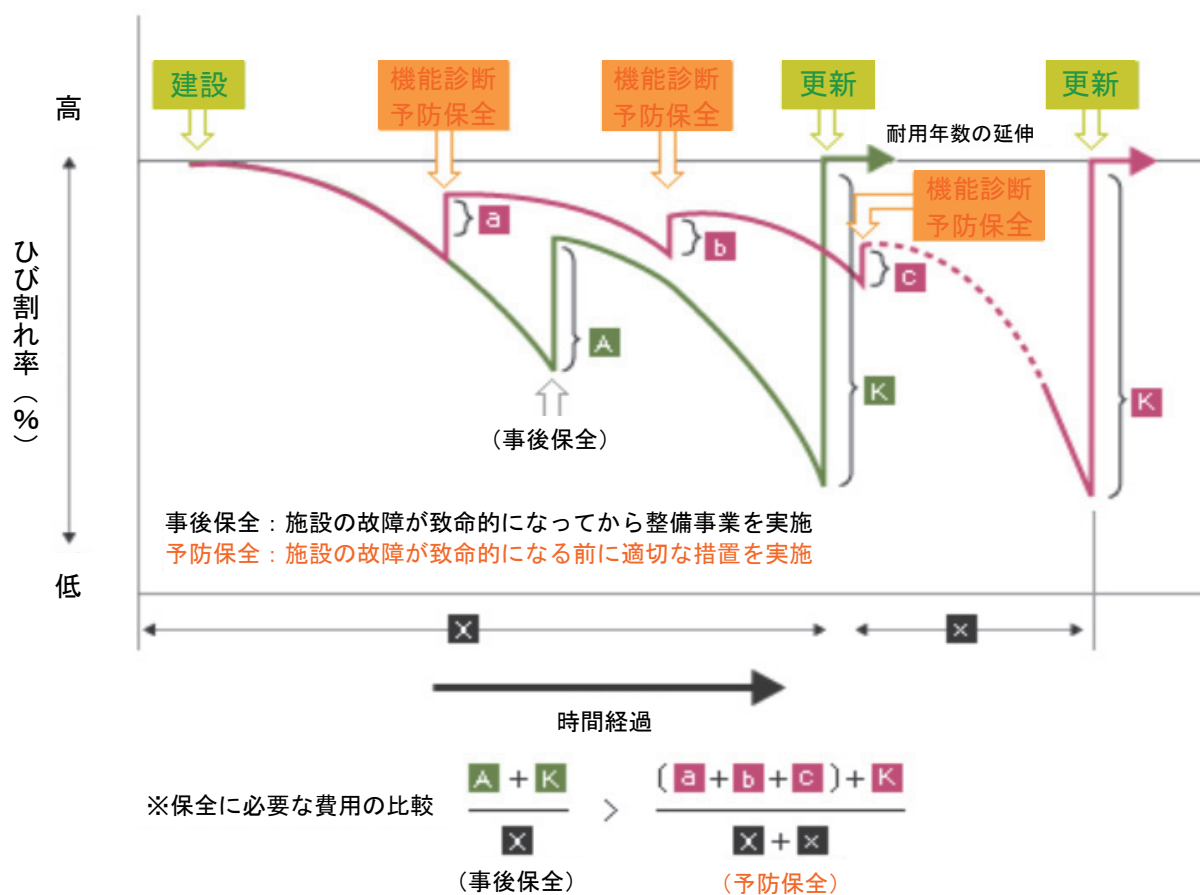 建設
機能診断
予防保全
機能診断
予防保全
更新
更新
高
耐用年数の延伸
機能診断
予防保全
a
b
c
A
K
K
ひび割れ率（%）
（事後保全）
事後保全：施設の故障が致命的になってから整備事業を実施
予防保全：施設の故障が致命的になる前に適切な措置を実施
低
X
x
時間経過
※保全に必要な費用の比較
A + K
X
（事後保全）
>
(a + b + c) + K
X + x
（予防保全）